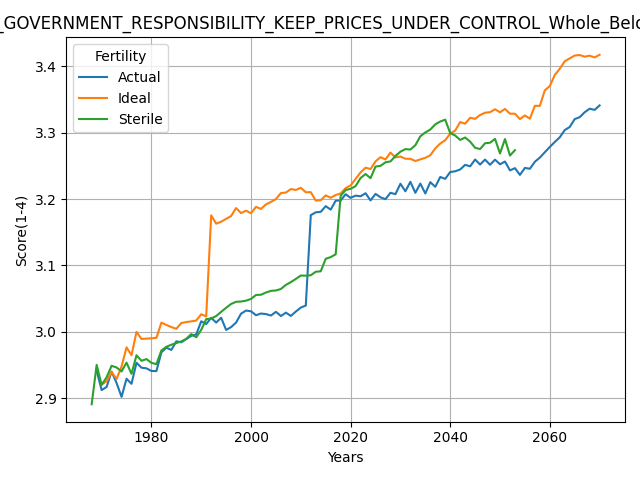 _GOVERNMENT_RESPONSIBILITY_KEEP_PRICES_UNDER_CONTROL_Whole_Belo
Fertility
Actual
Ideal
Sterile
Score(1-4)
3.4
3.3
3.2
3.1
3.0
2.9
1980 2000 2020 2040 2060
Years